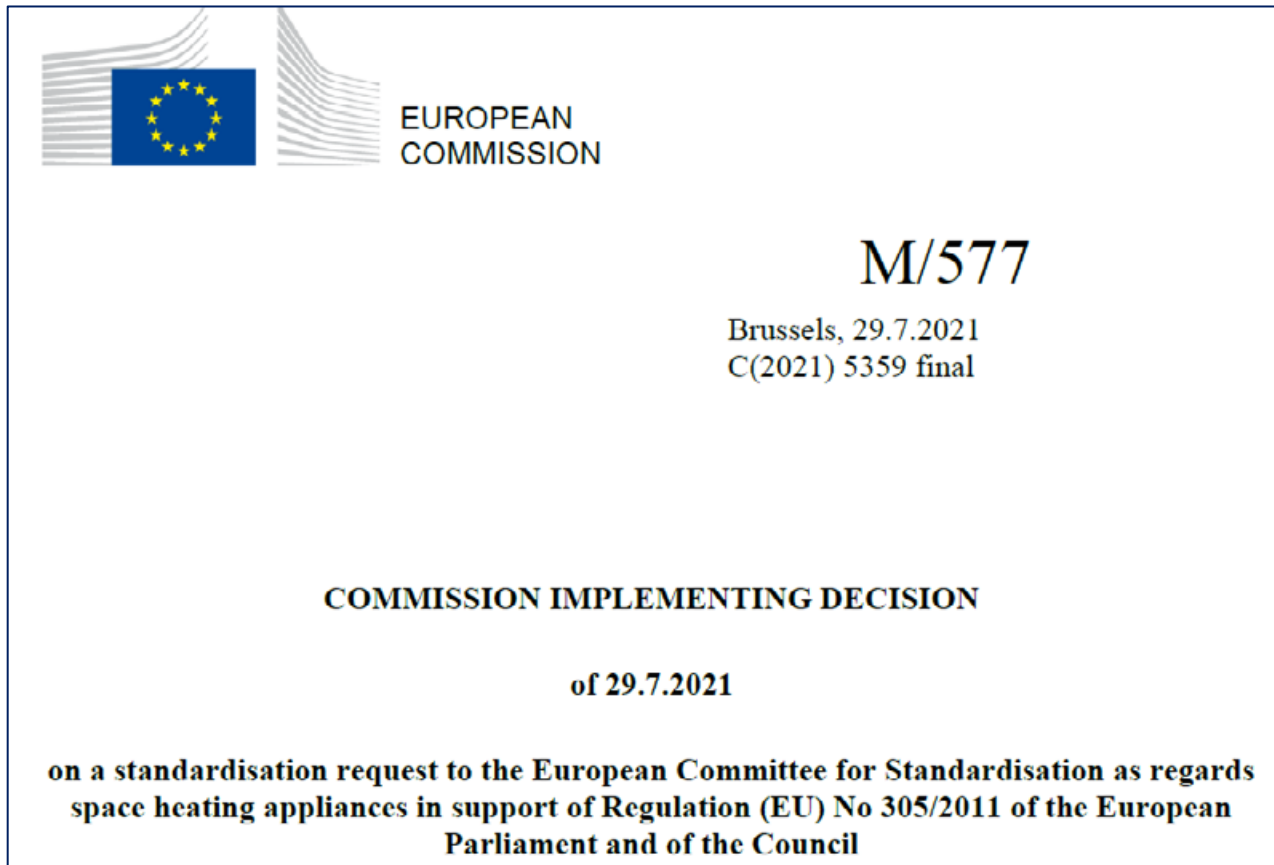 EUROPEAN
COMMISSION
M/577
Brussels, 29.7.2021
C(2021) 5359 final
COMMISSION IMPLEMENTING DECISION
of 29.7.2021
on a standardisation request to the European Committee for Standardisation as regards
space heating appliances in support of Regulation (EU) No 305/2011 of the European
Parliament and of the Council